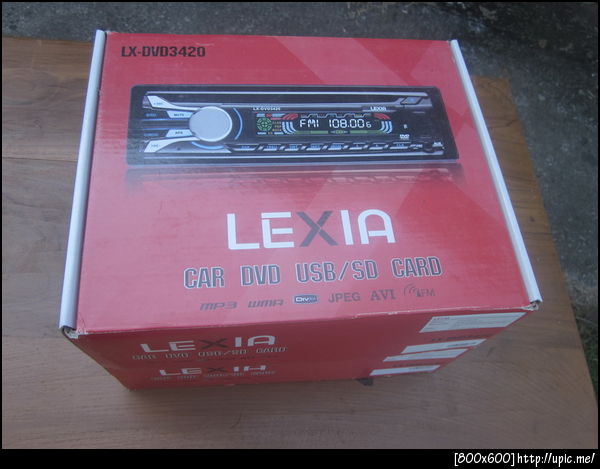 LX-DVD3420
LX-DVD3420
LEXIA
FM1 108.00
LEXIA
CAR DVD USB/SD CARD
MP3 WMA DivX JPEG AVI FM
LEXIA
CAR DVD USB/SD CARD
LEXIA
[800x600]http://upic.me/